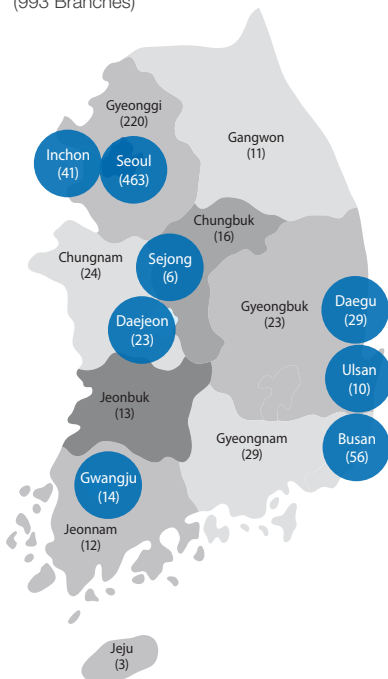 (993 Branches)
Gyeonggi
(220)
Gangwon
(11)
Inchon
(41)
Seoul
(463)
Chungbuk
(16)
Chungnam
(24)
Sejong
(6)
Gyeongbuk
(23)
Daegu
(29)
Daejeon
(23)
Ulsan
(10)
Jeonbuk
(13)
Gyeongnam
(29)
Busan
(56)
Gwangju
(14)
Jeonnam
(12)
Jeju
(3)